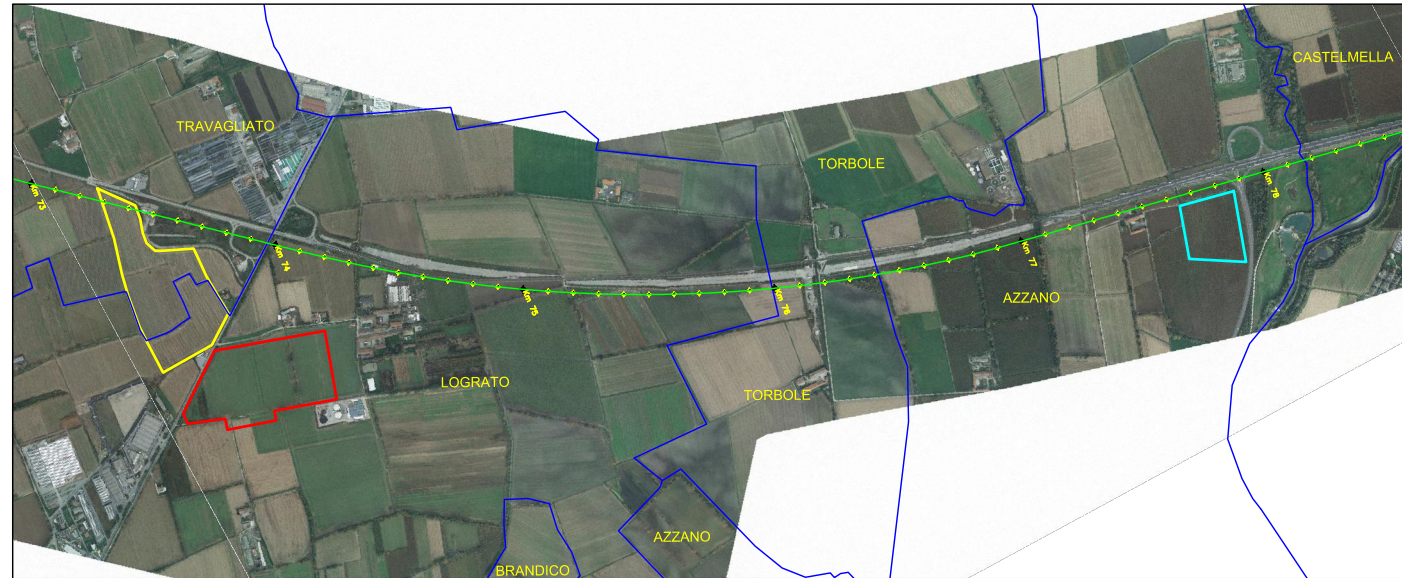 CASTELMELLA
TRAVAGLIATO
TORBOLE
Km 73
Km 74
Km 75
Km 76
Km 77
Km 78
AZZANO
LOGRATO
TORBOLE
AZZANO
BRANDICO